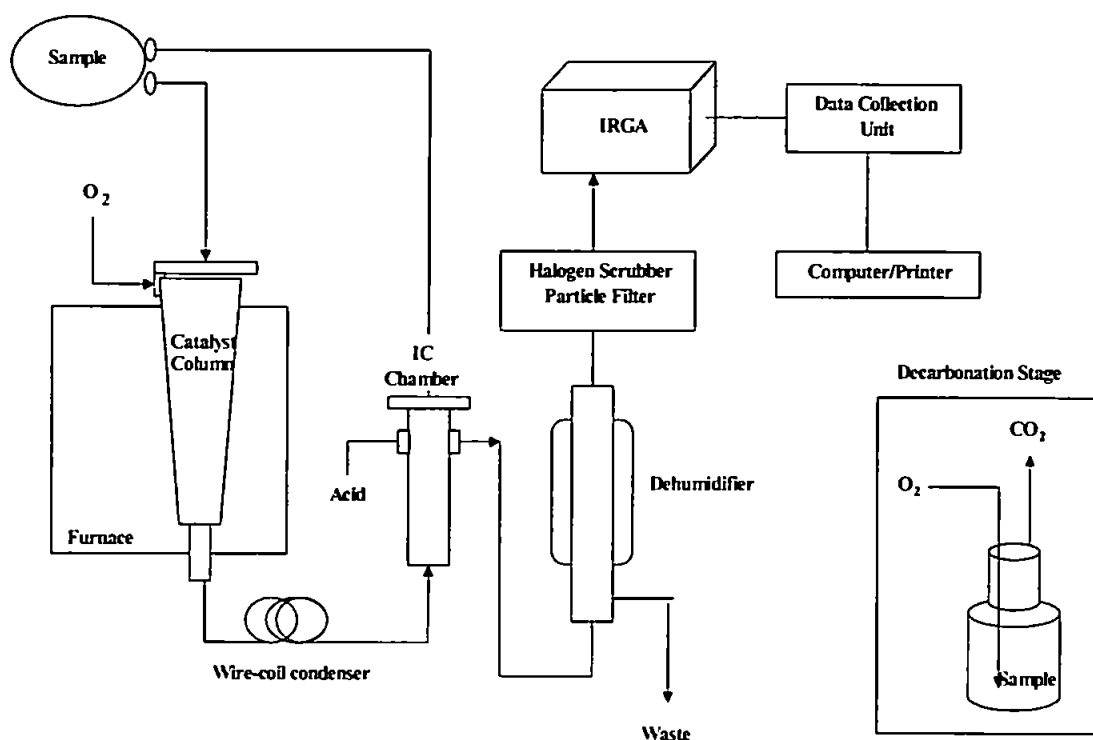 Sample
O2
Catalyst
Column
Furnace
Wire-coil condenser
IC
Chamber
Acid
IRGA
Data Collection
Unit
Computer/Printer
Halogen Scrubber
Particle Filter
Dehumidifier
Waste
Decarbonation Stage
CO2
O2
Sample